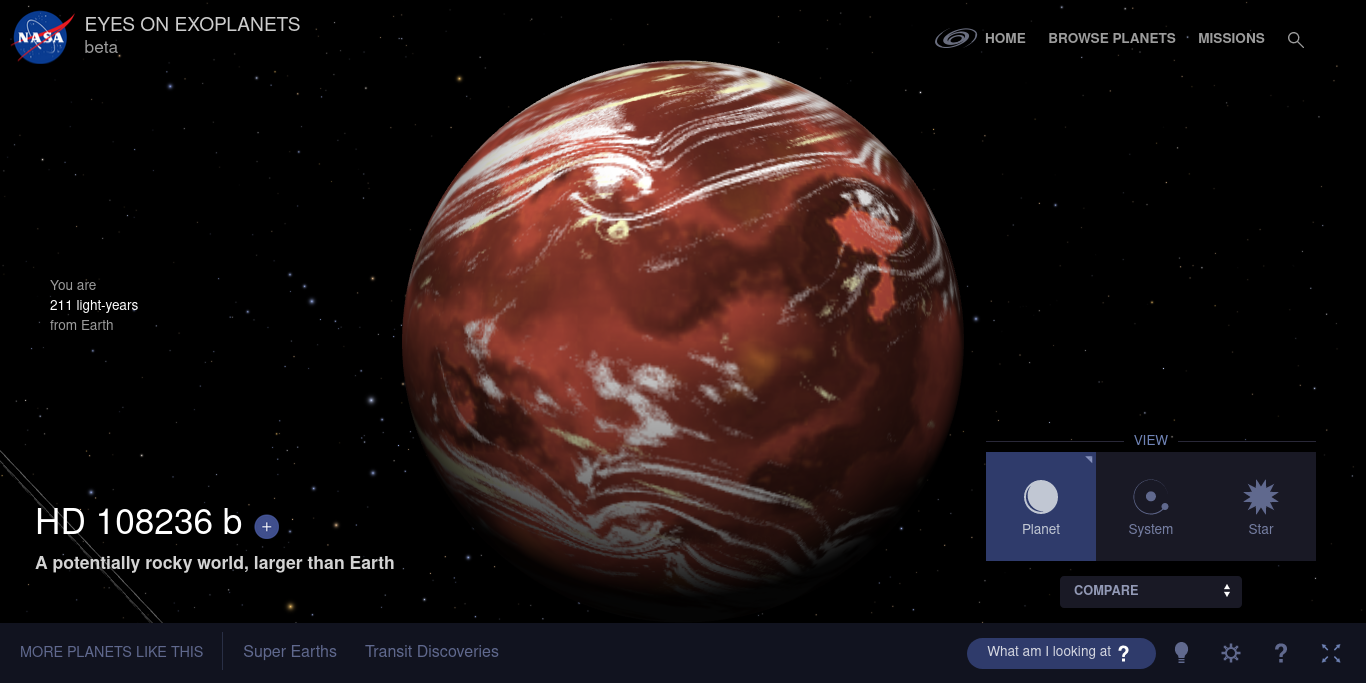 NASA
EYES ON EXOPLANETS
beta
HOME
BROWSE PLANETS
MISSIONS
You are
211 light-years
from Earth
HD 108236 b
+
A potentially rocky world, larger than Earth
VIEW
Planet
System
Star
COMPARE
MORE PLANETS LIKE THIS
Super Earths
Transit Discoveries
What am I looking at ?
?